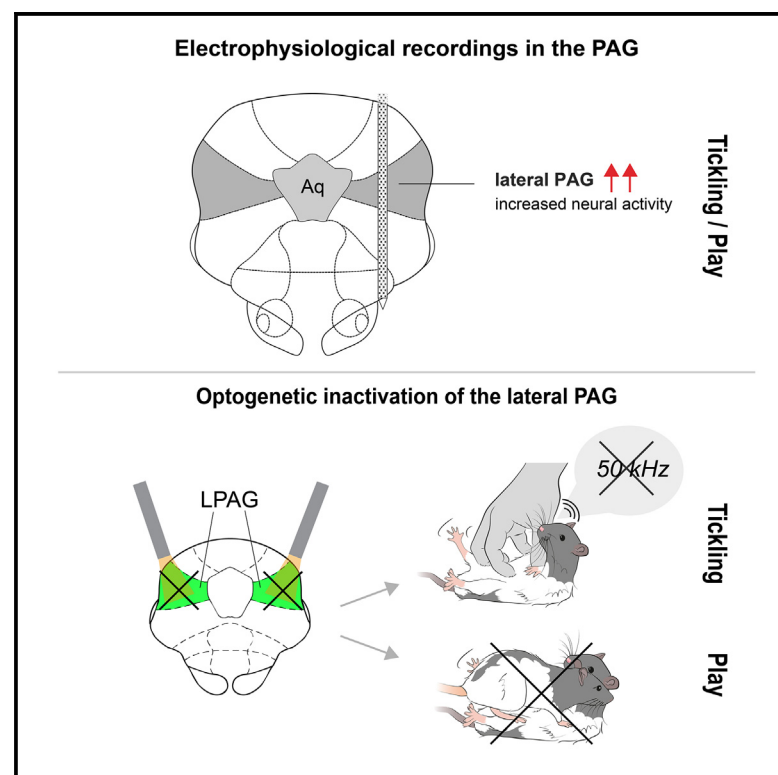 Electrophysiological recordings in the PAG
Aq
lateral PAG
increased neural activity
Tickling / Play
Optogenetic inactivation of the lateral PAG
LPAG
50 kHz
Tickling
Play